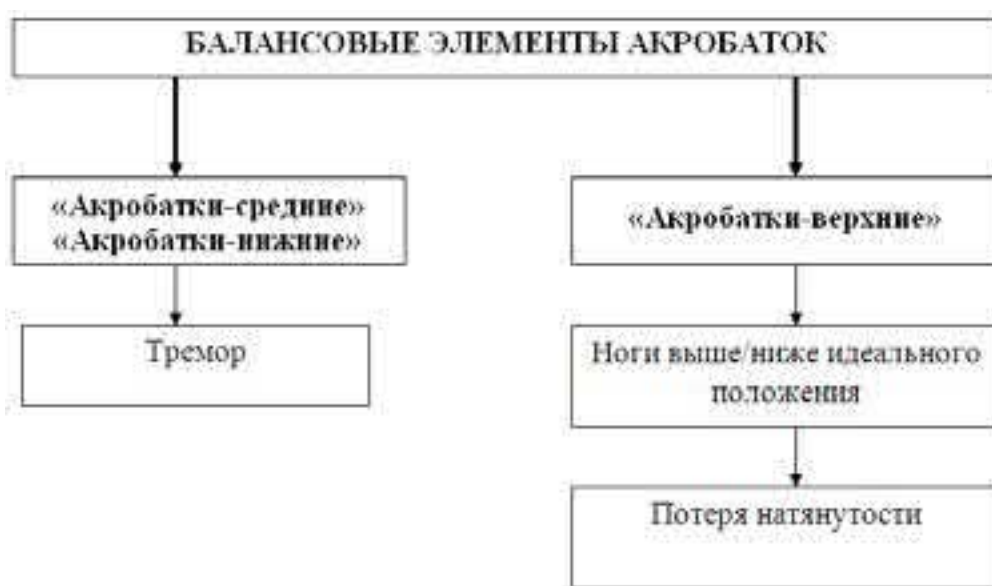 БАЛАНСОВЫЕ ЭЛЕМЕНТЫ АКРОБАТОК
«Акробатки-средние»
«Акробатки-нижние»
«Акробатки-верхние»
Тремор
Ноги выше/ниже идеального
положения
Потеря натянутости